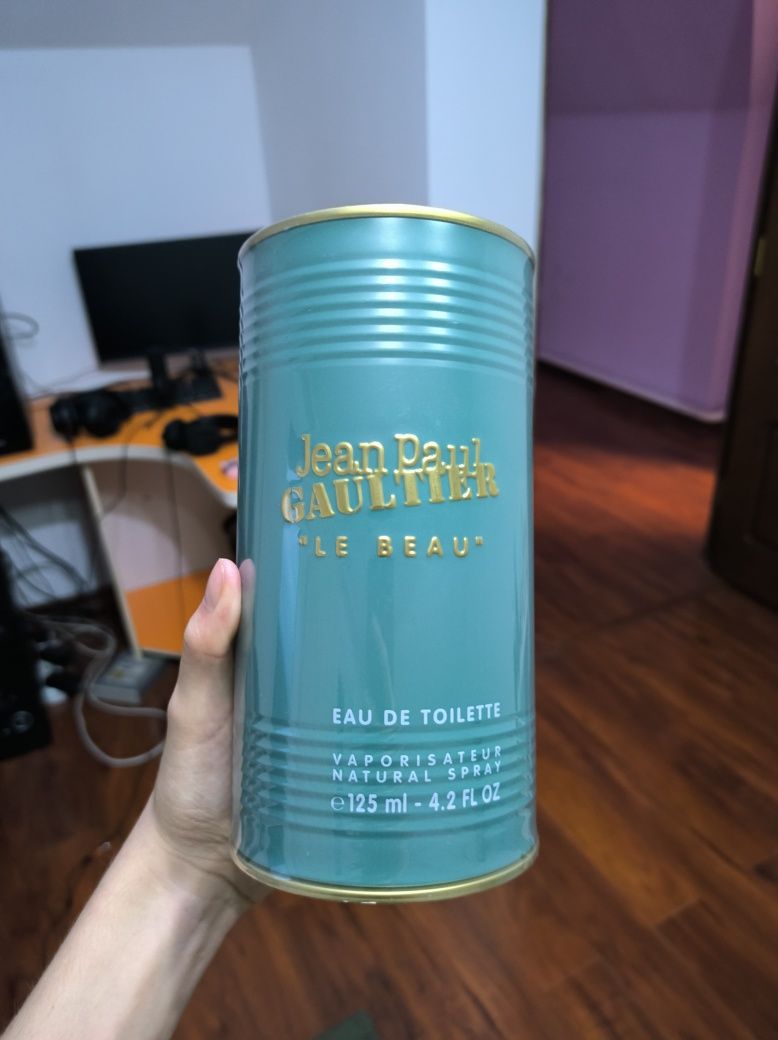 Jean Paul
GAULTIER
"LE BEAU"
EAU DE TOILETTE
VAPORISATEUR
NATURAL SPRAY
℮125 ml - 4.2 FL OZ